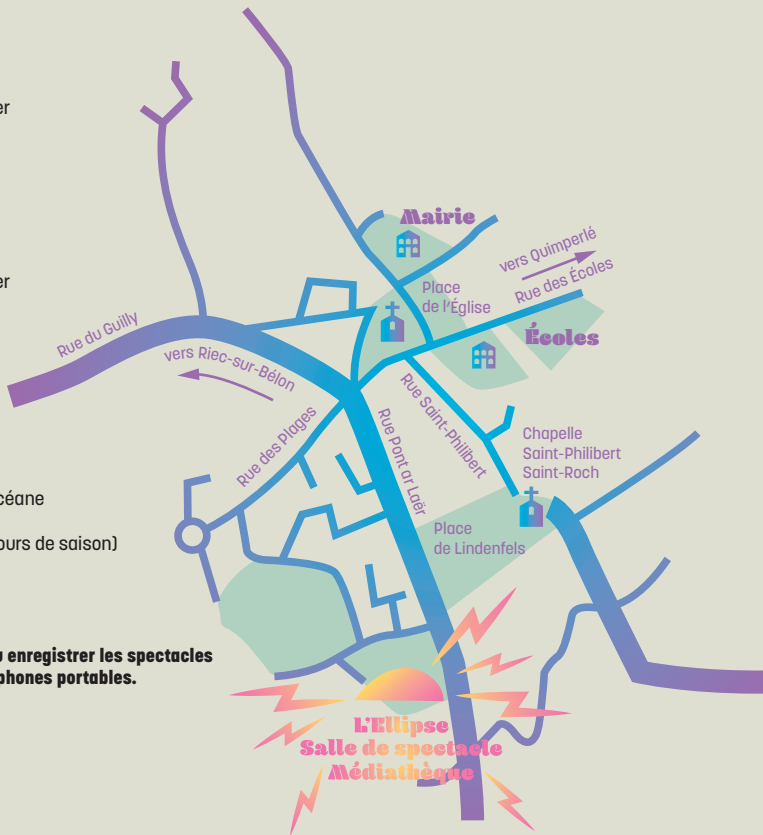 er
er
céane
ours de saison)
u enregistrer les spectacles
phones portables.
Mairie
vers Quimperlé
Rue des Écoles
Place
de l'Église
Écoles
Rue du Guilly
vers Riec-sur-Bélon
Rue des Plages
Rue Pont ar Laër
Rue Saint-Philibert
Chapelle
Saint-Philibert
Saint-Roch
Place
de Lindenfels
L'Ellipse
Salle de spectacle
Médiathèque